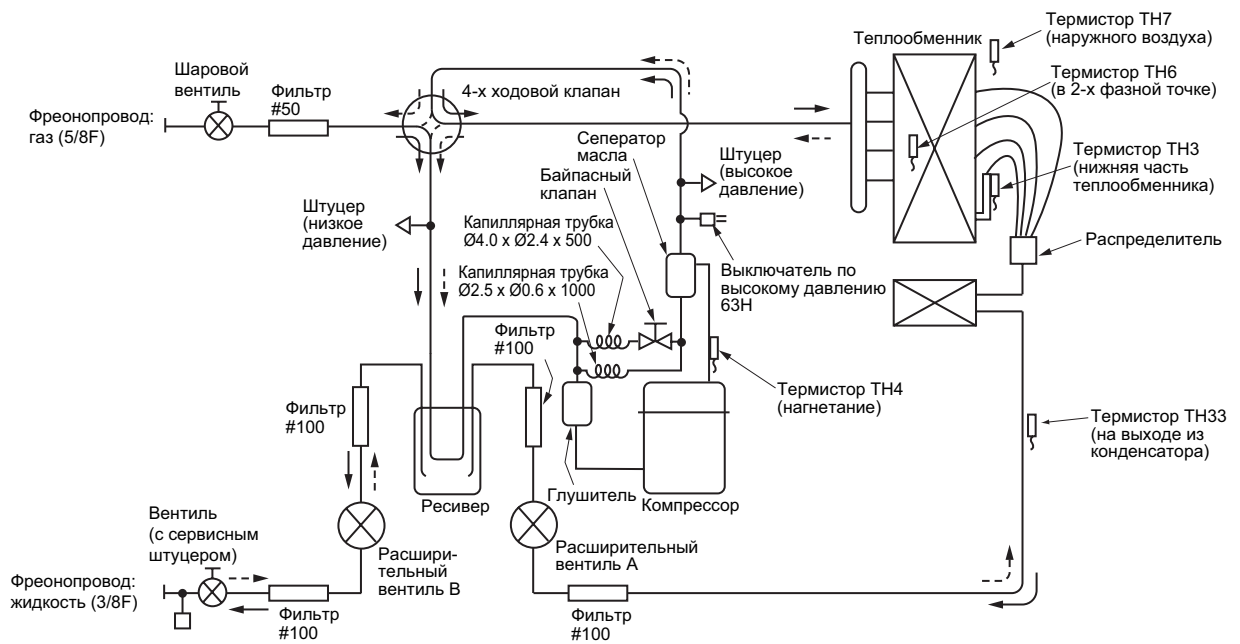 Термистор TH7
(наружного воздуха)
Теплообменник
Термистор TH6
(в 2-х фазной точке)
Шаровой
вентиль
Фильтр
#50
4-х ходовой клапан
Фреонопровод:
газ (5/8F)
Сеператор
масла
Штуцер
(высокое
давление)
Термистор TH3
(нижняя часть
теплообменника)
Байпасный
клапан
Штуцер
(низкое
давление)
Капиллярная трубка
Ø4.0 x Ø2.4 x 500
Распределитель
Капиллярная трубка
Ø2.5 x Ø0.6 x 1000
Выключатель по
высокому давлению
63H
Фильтр
#100
Термистор TH4
(нагнетание)
Фильтр
#100
Термистор TH33
(на выходе из
конденсатора)
Глушитель
Ресивер
Компрессор
Вентиль
(с сервисным
штуцером)
Расшири-
тельный
вентиль B
Расширительный
вентиль A
Фреонопровод:
жидкость (3/8F)
Фильтр
#100
Фильтр
#100